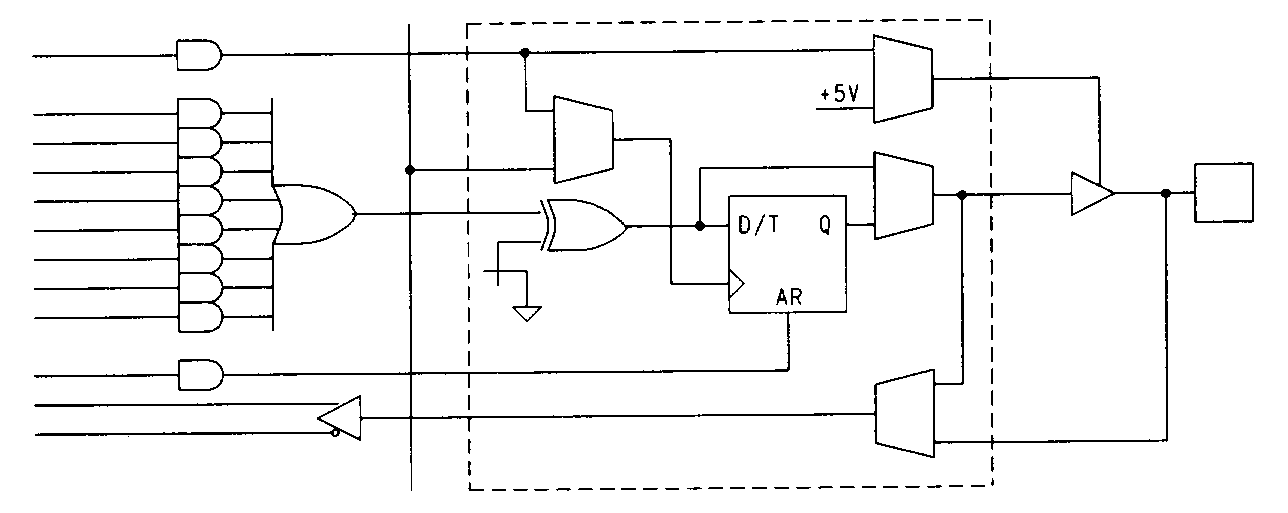 +5V
D/T Q
AR